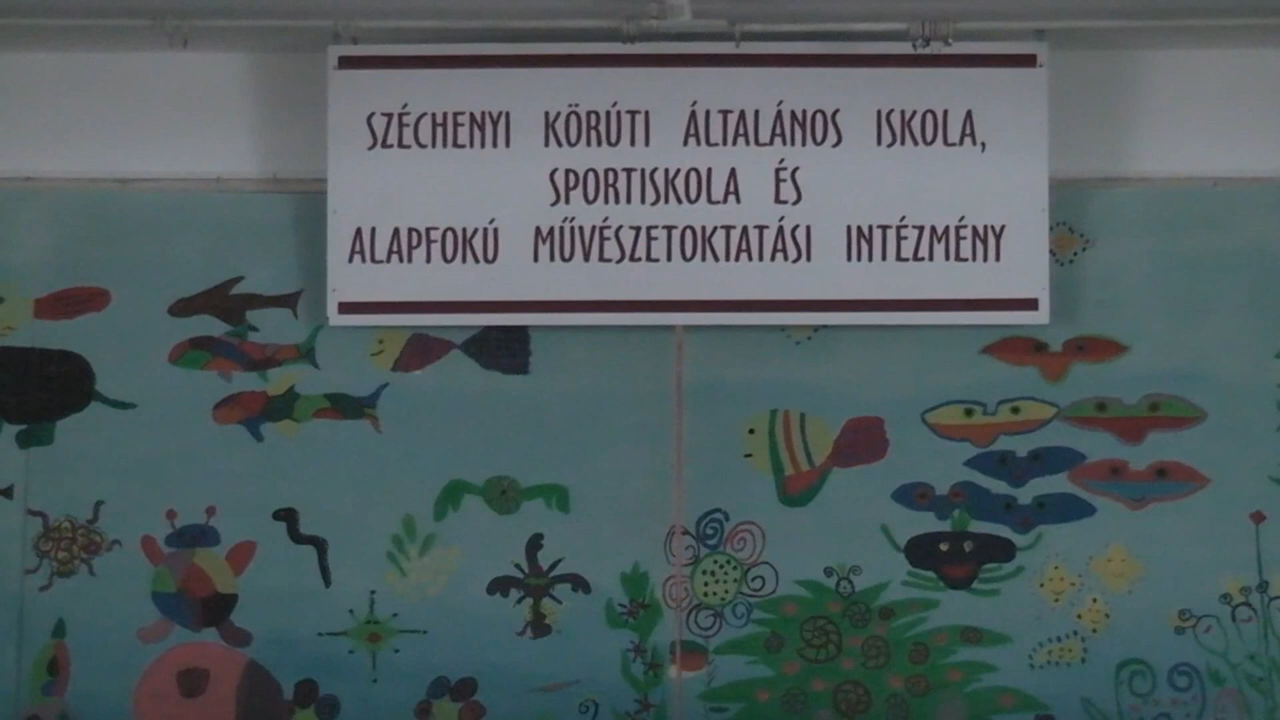 SZÉCHENYI KÖRÚTI ÁLTALÁNOS ISKOLA,
SPORTISKOLA ÉS
ALAPFOKÚ MŰVÉSZETOKTATÁSI INTÉZMÉNY